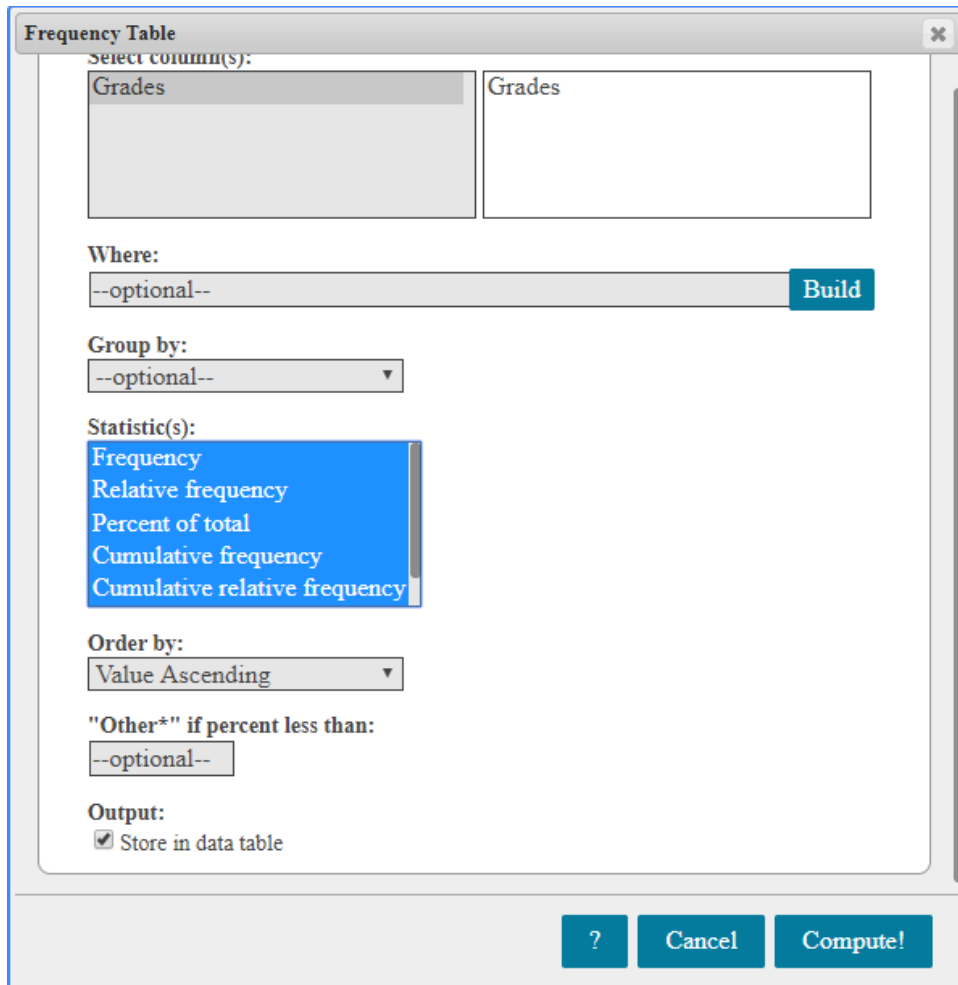 Frequency Table
Select column(s):
Grades
Grades
Where:
--optional--
Build
Group by:
--optional--
Statistic(s):
Frequency
Relative frequency
Percent of total
Cumulative frequency
Cumulative relative frequency
Order by:
Value Ascending
"Other*" if percent less than:
--optional--
Output:
Store in data table
? Cancel Compute!